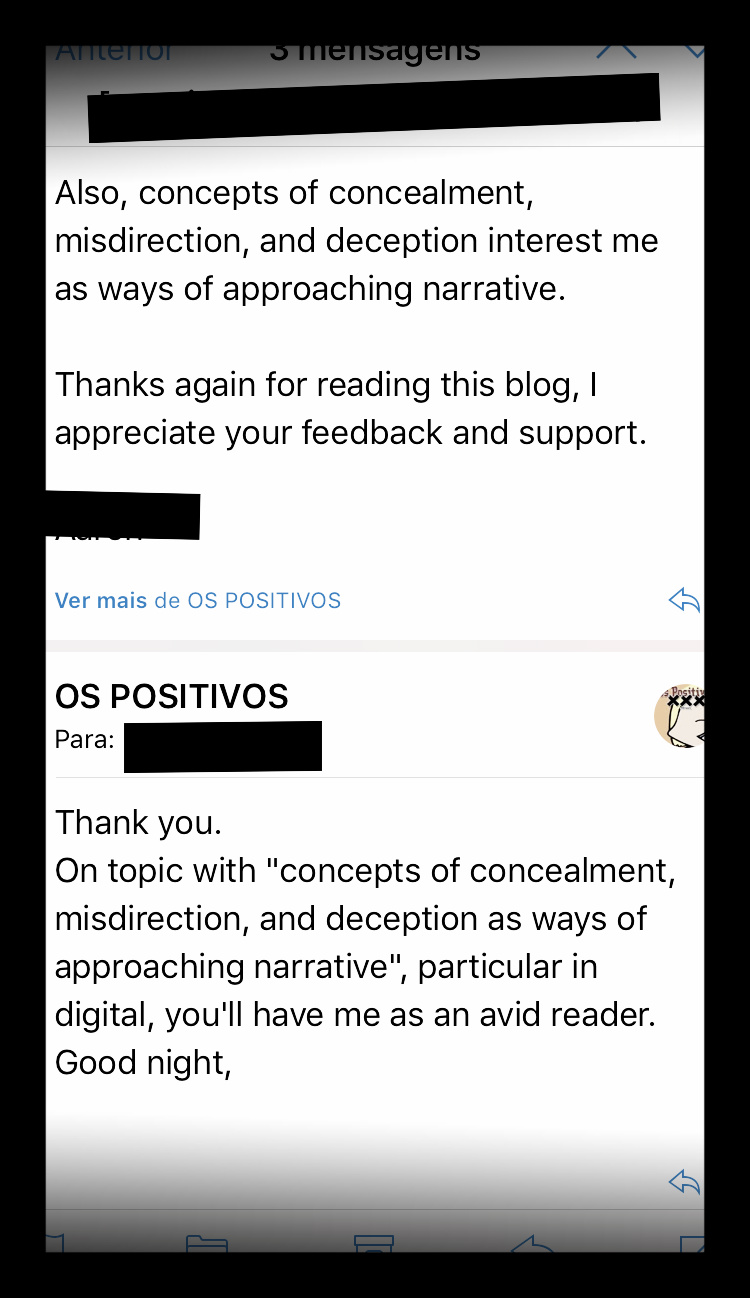 Anterior
3 mensagens
Also, concepts of concealment,
misdirection, and deception interest me
as ways of approaching narrative.
Thanks again for reading this blog, I
appreciate your feedback and support.
Ver mais de OS POSITIVOS
OS POSITIVOS
Para:
Thank you.
On topic with "concepts of concealment,
misdirection, and deception as ways of
approaching narrative", particular in
digital, you'll have me as an avid reader.
Good night,